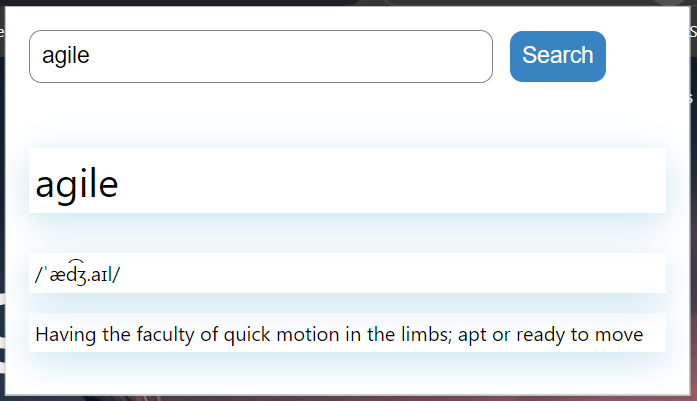 agile
Search
agile
/ˈæd͡ʒ.aɪl/
Having the faculty of quick motion in the limbs; apt or ready to move